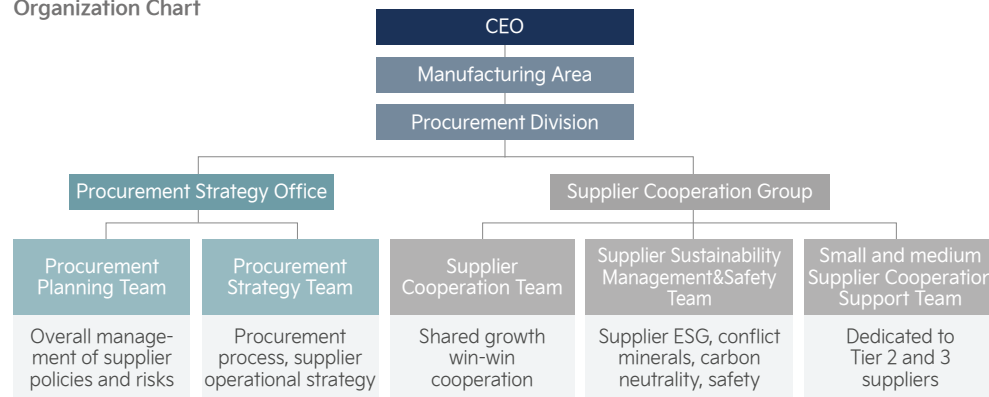 Organization Chart
CEO
Manufacturing Area
Procurement Division
Procurement Strategy Office
Supplier Cooperation Group
Procurement
Planning Team
Overall manage-
ment of supplier
policies and risks
Procurement
Strategy Team
Procurement
process, supplier
operational strategy
Supplier
Cooperation Team
Shared growth
win-win
cooperation
Supplier Sustainability
Management&Safety
Team
Supplier ESG, conflict
minerals, carbon
neutrality, safety
Small and medium
Supplier Cooperation
Support Team
Dedicated to
Tier 2 and 3
suppliers